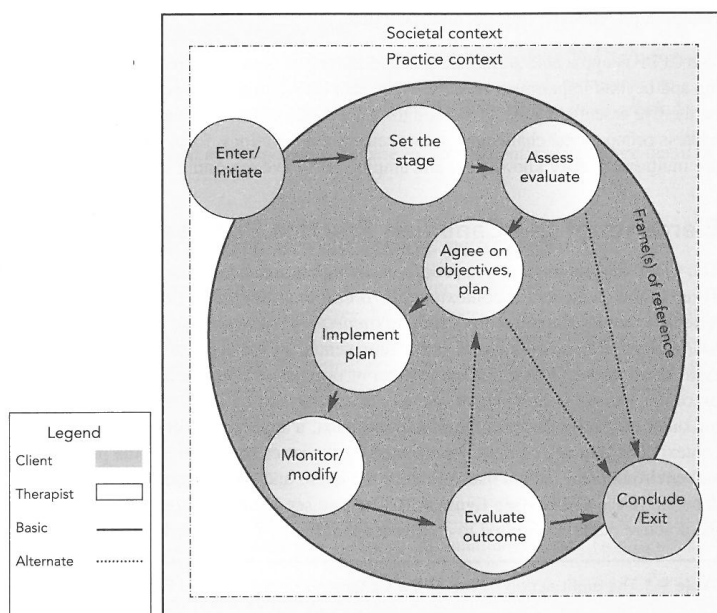 Societal context
Practice context
Enter/
Initiate
Set the
stage
Assess
evaluate
Agree on
objectives,
plan
Implement
plan
Monitor/
modify
Evaluate
outcome
Conclude
/Exit
Frame(s) of reference
Legend
Client
Therapist
Basic
Alternate